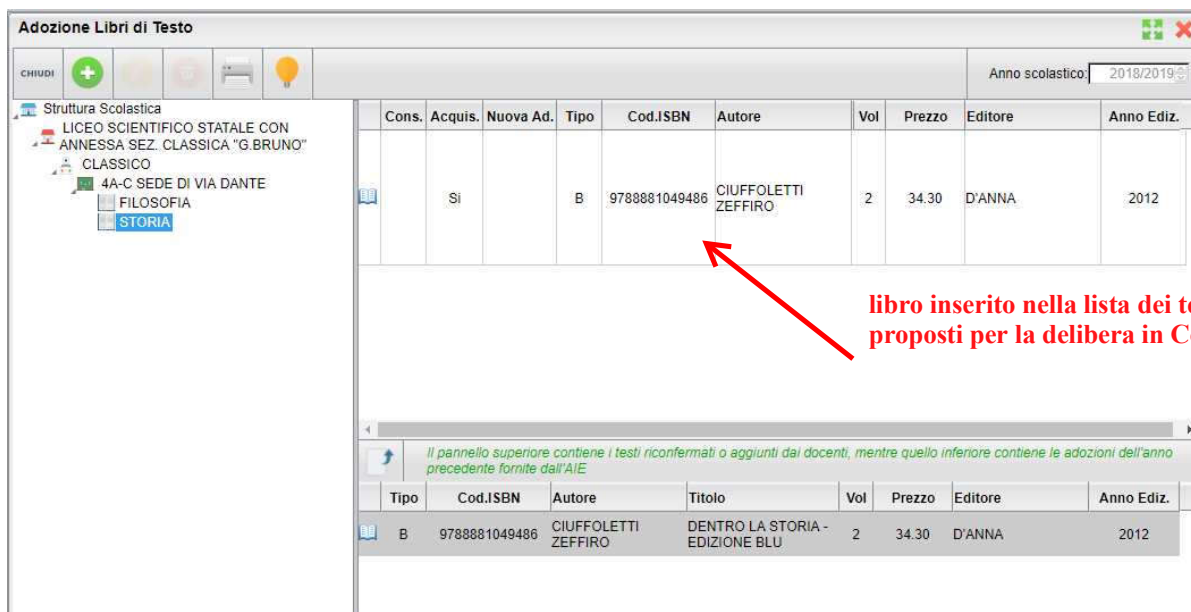 Adozione Libri di Testo
CHIUDI
Anno scolastico: 2018/2019
Struttura Scolastica
LICEO SCIENTIFICO STATALE CON
ANNESSA SEZ. CLASSICA "G.BRUNO"
CLASSICO
4A-C SEDE DI VIA DANTE
FILOSOFIA
STORIA
Cons. Acquis. Nuova Ad. Tipo Cod.ISBN Autore Vol Prezzo Editore Anno Ediz.
Si B 9788881049486 CIUFFOLETTI ZEFFIRO 2 34.30 D'ANNA 2012
libro inserito nella lista dei
proposti per la delibera in
Il pannello superiore contiene i testi riconfermati o aggiunti dai docenti, mentre quello inferiore contiene le adozioni dell'anno
precedente fornite dall'AIE
Tipo Cod.ISBN Autore Titolo Vol Prezzo Editore Anno Ediz.
B 9788881049486 CIUFFOLETTI ZEFFIRO DENTRO LA STORIA - EDIZIONE BLU 2 34.30 D'ANNA 2012